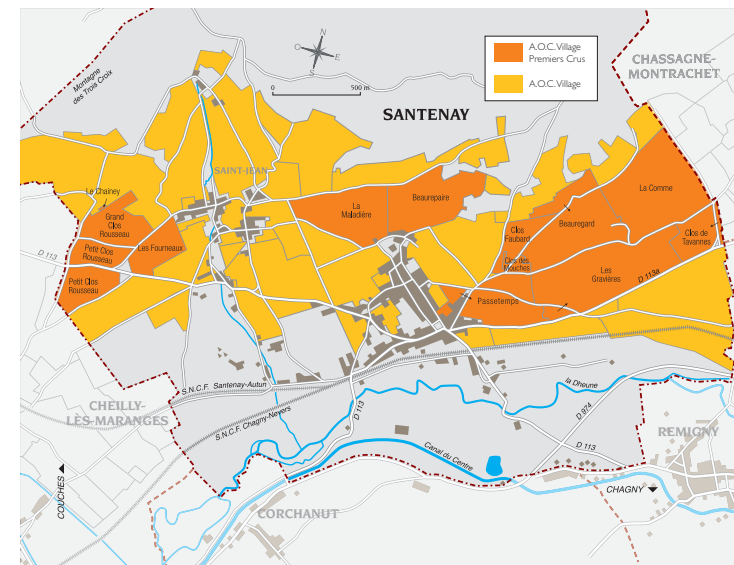 N
O
E
S
A.O.C. Village
Premiers Crus
A.O.C. Village
0
500 m
Montagne
des Trois Croix
CHASSAGNE-
MONTRACHET
SANTENAY
SAINT-JEAN
Le Chainey
Grand
Clos
Rousseau
Petit Clos
Rousseau
Les Fourneaux
D 113
Petit Clos
Rousseau
La
Maladière
Beaurepaire
La Comme
Clos
Faubard
Beauregard
Clos de
Tavannes
Clos des
Mouches
Les
Gravières
D 113a
Passetemps
S.N.C.F. Santenay-Autun
S.N.C.F. Chagny-Nevers
la Dheune
D 974
D 113
D 113
CHEILLY-
LÈS-MARANGES
Canal du Centre
REMIGNY
COUCHES
CHAGNY
CORCHANUT